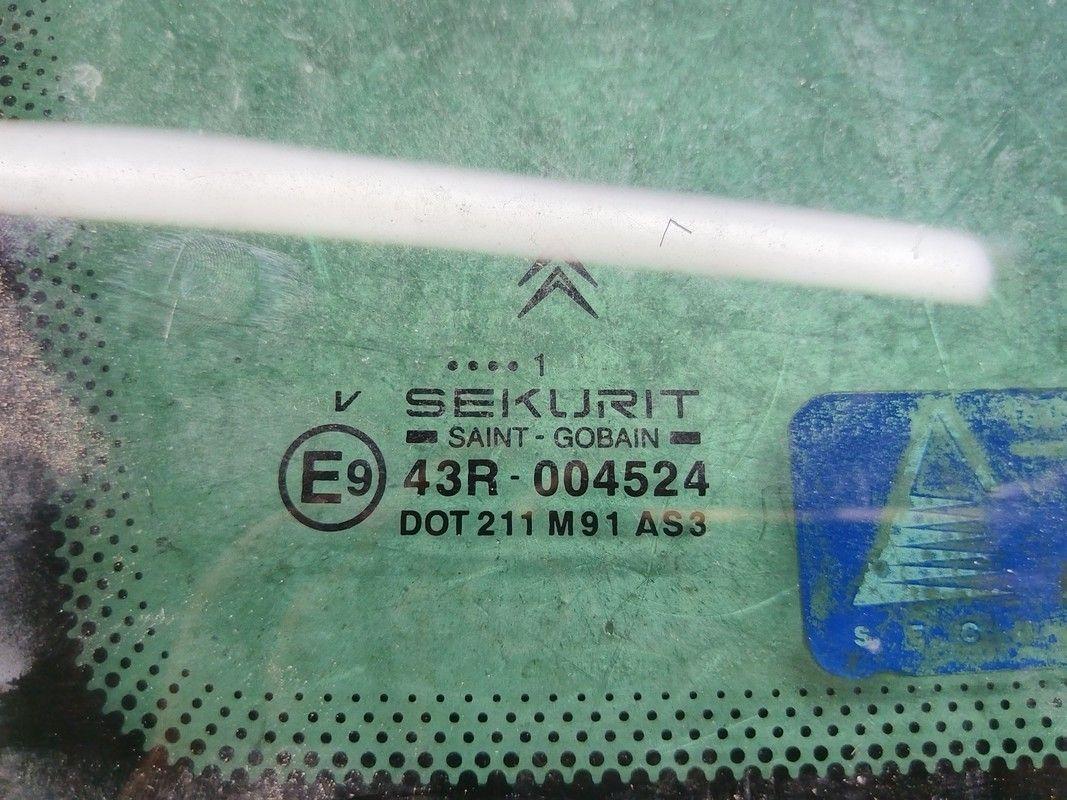 •••• 1
V SEKURIT
SAINT - GOBAIN
E9 43R - 004524
DOT 211 M91 AS3
S E C